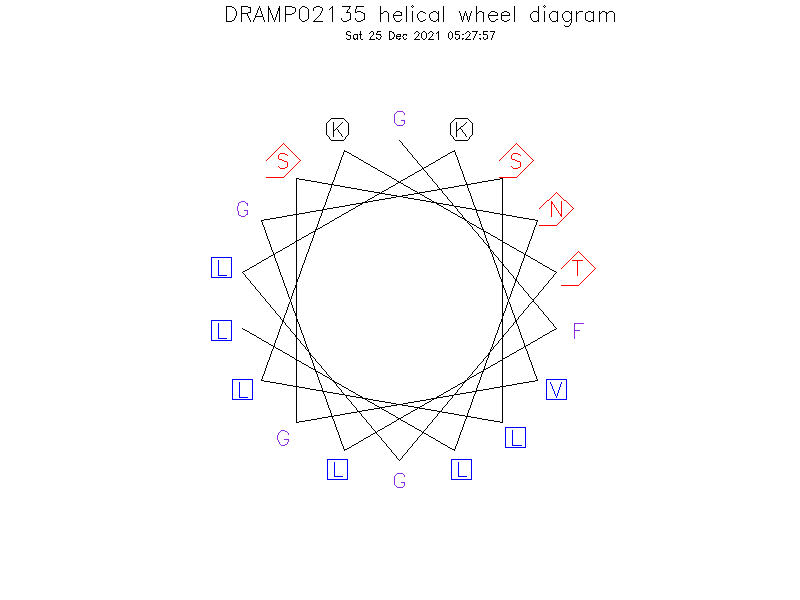 DRAMP02135 helical wheel diagram
Sat 25 Dec 2021 05:27:57
G
K K
S S
G N
L T
L F
L V
G L
L L
G